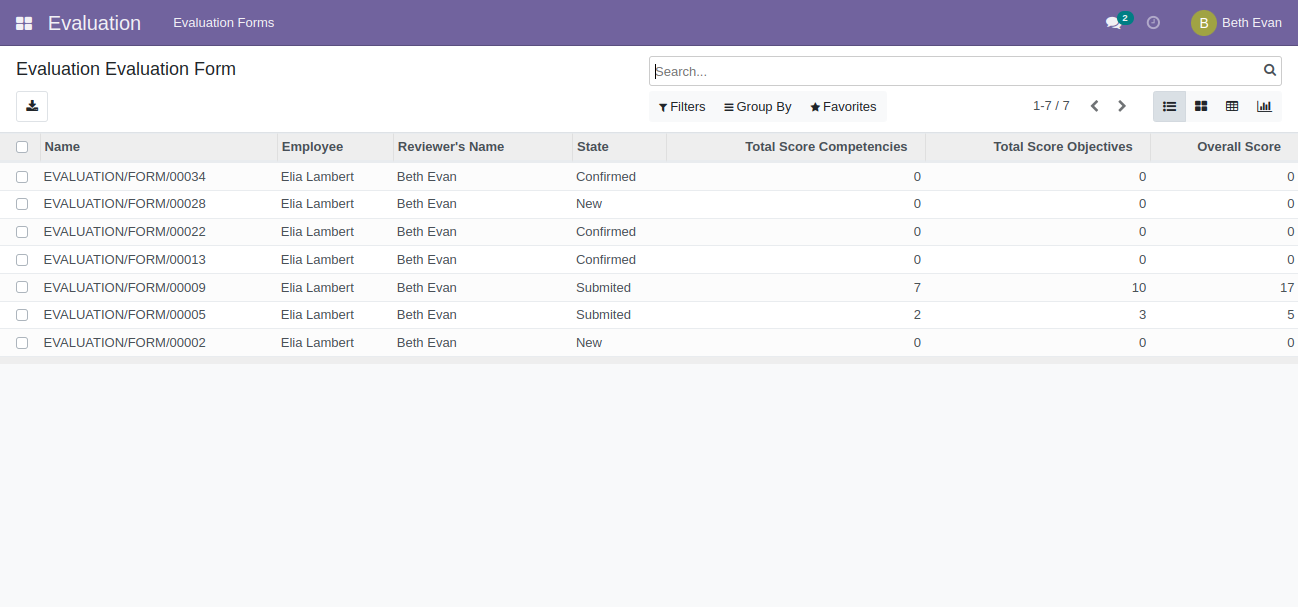 Evaluation Evaluation Forms 2 B Beth Evan
Evaluation Evaluation Form
Search...
Filters Group By Favorites 1-7 / 7
Name Employee Reviewer's Name State Total Score Competencies Total Score Objectives Overall Score
EVALUATION/FORM/00034 Elia Lambert Beth Evan Confirmed 0 0 0
EVALUATION/FORM/00028 Elia Lambert Beth Evan New 0 0 0
EVALUATION/FORM/00022 Elia Lambert Beth Evan Confirmed 0 0 0
EVALUATION/FORM/00013 Elia Lambert Beth Evan Confirmed 0 0 0
EVALUATION/FORM/00009 Elia Lambert Beth Evan Submited 7 10 17
EVALUATION/FORM/00005 Elia Lambert Beth Evan Submited 2 3 5
EVALUATION/FORM/00002 Elia Lambert Beth Evan New 0 0 0